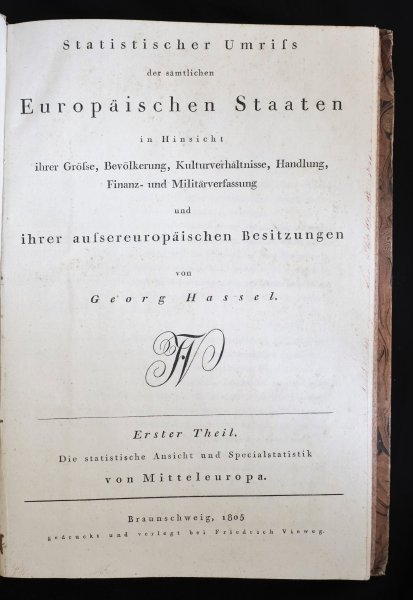 Statistischer Umriſs
der sämtlichen
Europäischen Staaten
in Hinsicht
ihrer Gröſse, Bevölkerung, Kulturverhältnisse, Handlung,
Finanz- und Militärverfassung
und
ihrer auſsereuropäischen Besitzungen
von
Georg Hassel.
Erster Theil.
Die statistische Ansicht und Specialstatistik
von Mitteleuropa.
Braunschweig, 1805
gedruckt und verlegt bei Friedrich Vieweg.